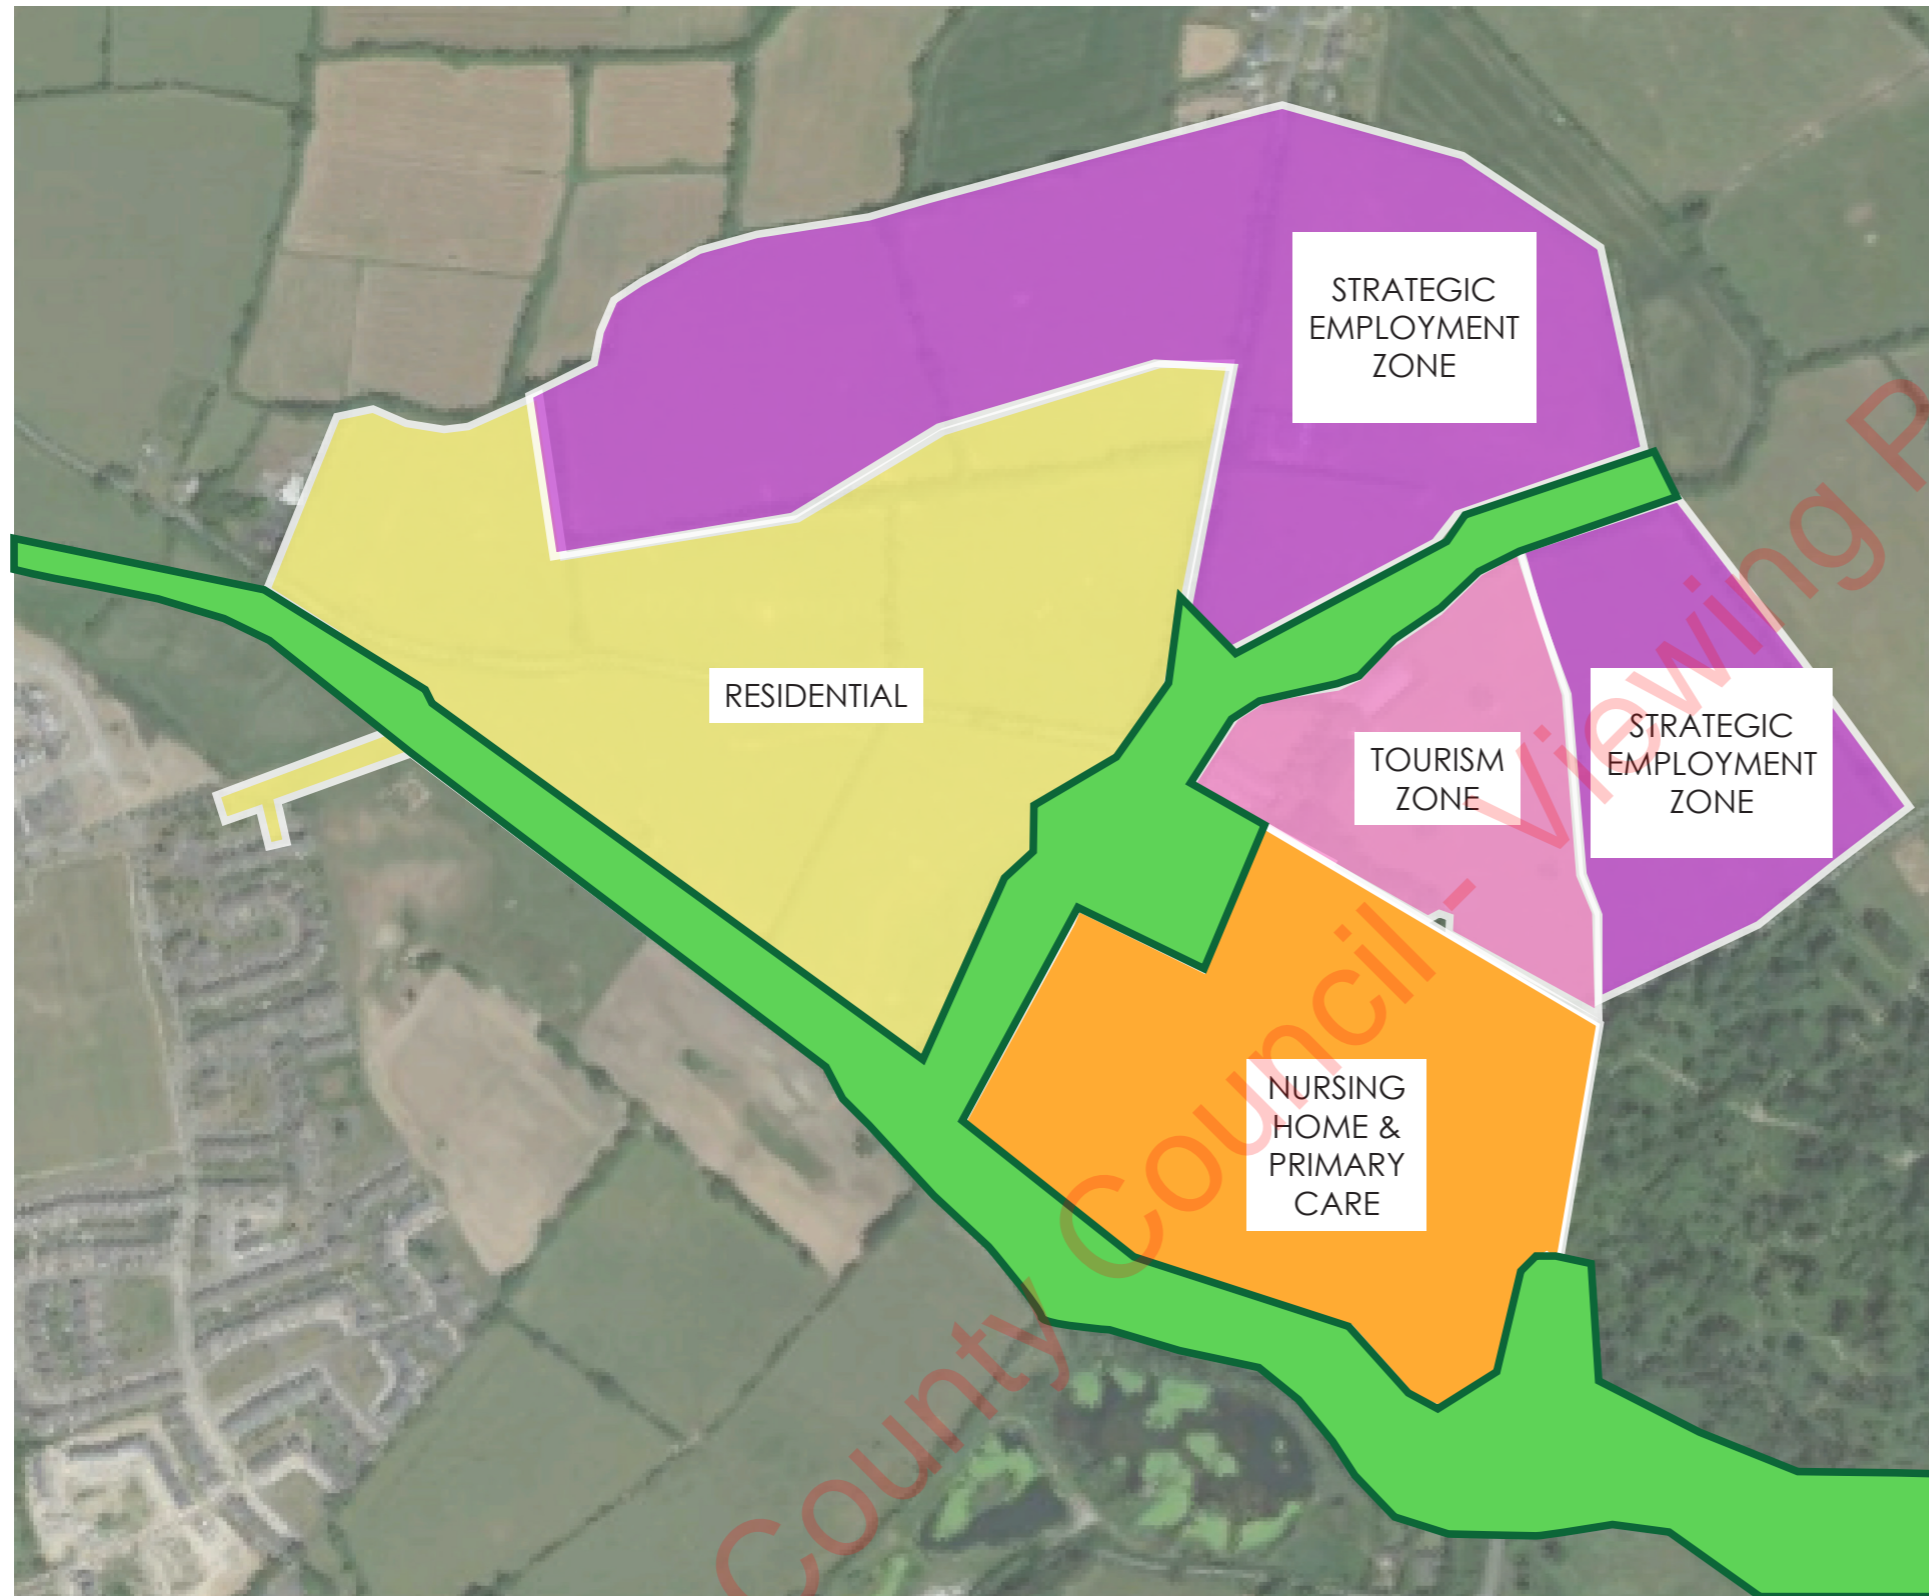 STRATEGIC
EMPLOYMENT
ZONE
RESIDENTIAL
TOURISM
ZONE
STRATEGIC
EMPLOYMENT
ZONE
NURSING
HOME &
PRIMARY
CARE
County Council - Viewing P